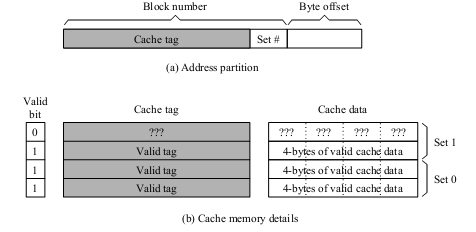 Block number Byte offset
Cache tag Set #
(a) Address partition
Valid
bit Cache tag Cache data
0 ??? ??? ??? ??? ???
1 Valid tag 4-bytes of valid cache data Set 1
1 Valid tag 4-bytes of valid cache data
1 Valid tag 4-bytes of valid cache data Set 0
(b) Cache memory details